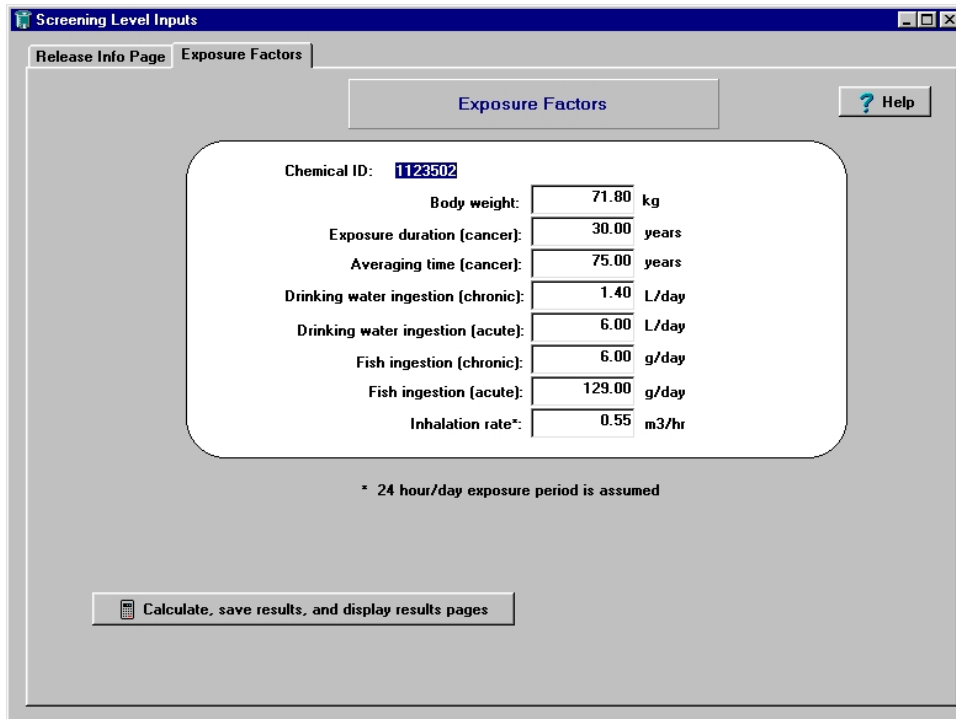 Screening Level Inputs
Release Info Page Exposure Factors
Exposure Factors
? Help
Chemical ID: 1123502
Body weight: 71.80 kg
Exposure duration (cancer): 30.00 years
Averaging time (cancer): 75.00 years
Drinking water ingestion (chronic): 1.40 L/day
Drinking water ingestion (acute): 6.00 L/day
Fish ingestion (chronic): 6.00 g/day
Fish ingestion (acute): 129.00 g/day
Inhalation rate*: 0.55 m3/hr
* 24 hour/day exposure period is assumed
Calculate, save results, and display results pages